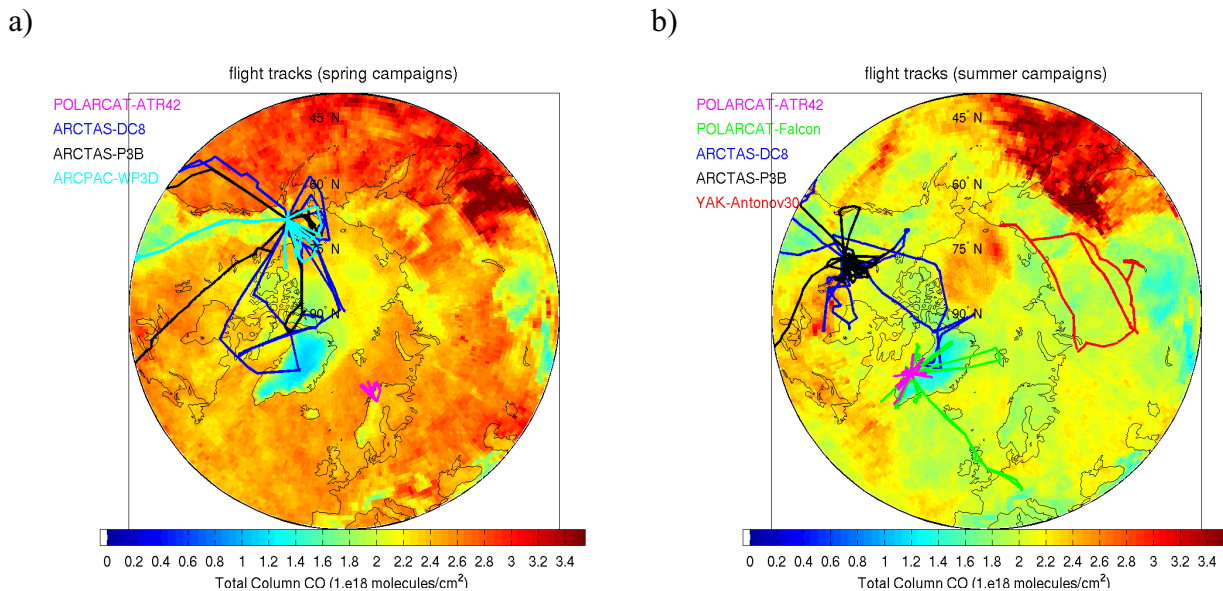 a)
flight tracks (spring campaigns)
POLARCAT-ATR42
ARCTAS-DC8
ARCTAS-P3B
ARCPAC-WP3D
45° N
60° N
75° N
90° N
0 0.2 0.4 0.6 0.8 1 1.2 1.4 1.6 1.8 2 2.2 2.4 2.6 2.8 3 3.2 3.4
Total Column CO (1.e18 molecules/cm²)
b)
flight tracks (summer campaigns)
POLARCAT-ATR42
POLARCAT-Falcon
ARCTAS-DC8
ARCTAS-P3B
YAK-Antonov30
45° N
60° N
75° N
90° N
0 0.2 0.4 0.6 0.8 1 1.2 1.4 1.6 1.8 2 2.2 2.4 2.6 2.8 3 3.2 3.4
Total Column CO (1.e18 molecules/cm²)